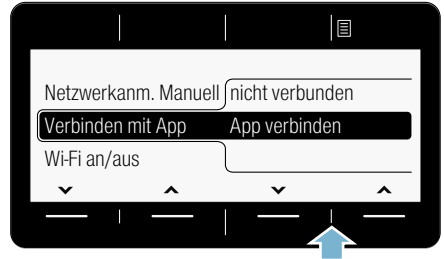 Netzwerkanm. Manuell nicht verbunden
Verbinden mit App App verbinden
Wi-Fi an/aus